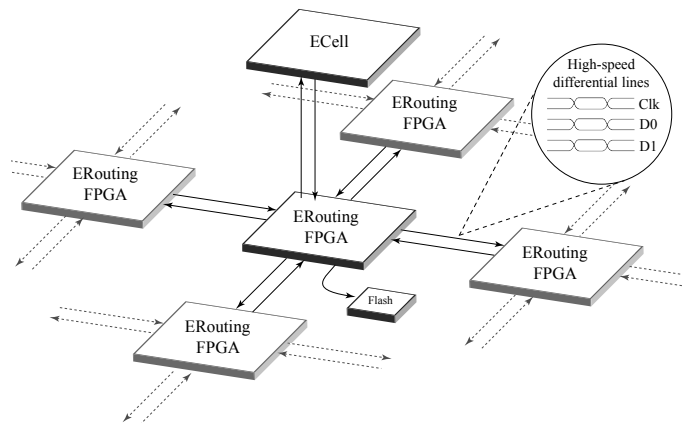 ECell
High-speed
differential lines
Clk
D0
D1
ERouting
FPGA
ERouting
FPGA
ERouting
FPGA
ERouting
FPGA
Flash
ERouting
FPGA